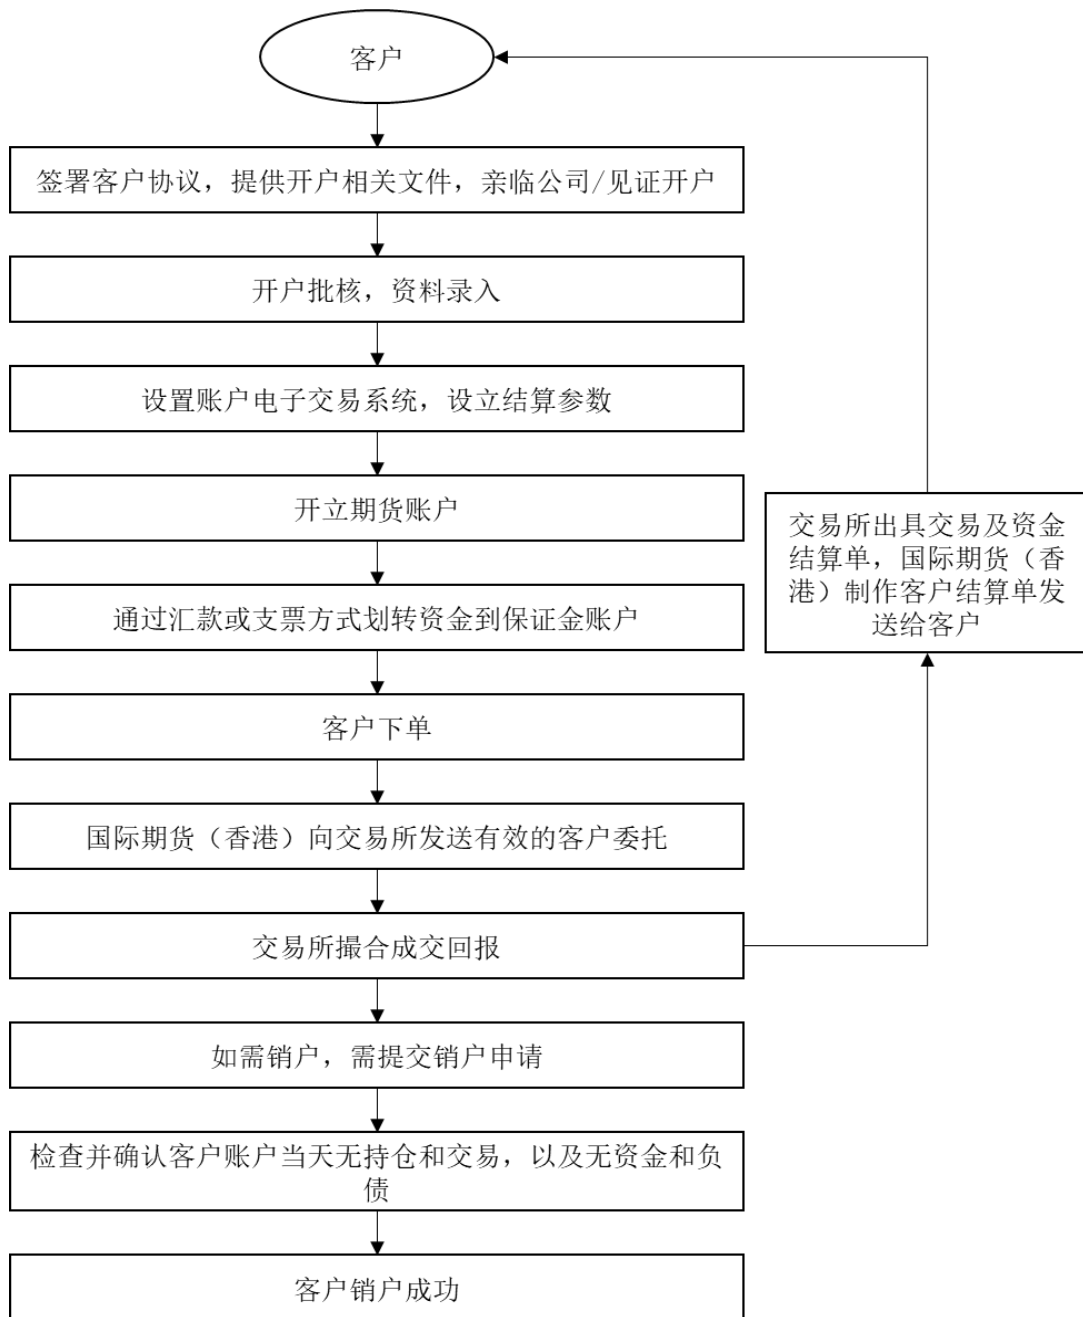 客户
签署客户协议，提供开户相关文件，亲临公司/见证开户
开户批核，资料录入
设置账户电子交易系统，设立结算参数
开立期货账户
交易所出具交易及资金
结算单，国际期货（香
港）制作客户结算单发
送给客户
通过汇款或支票方式划转资金到保证金账户
客户下单
国际期货（香港）向交易所发送有效的客户委托
交易所撮合成交回报
如需销户，需提交销户申请
检查并确认客户账户当天无持仓和交易，以及无资金和负
债
客户销户成功